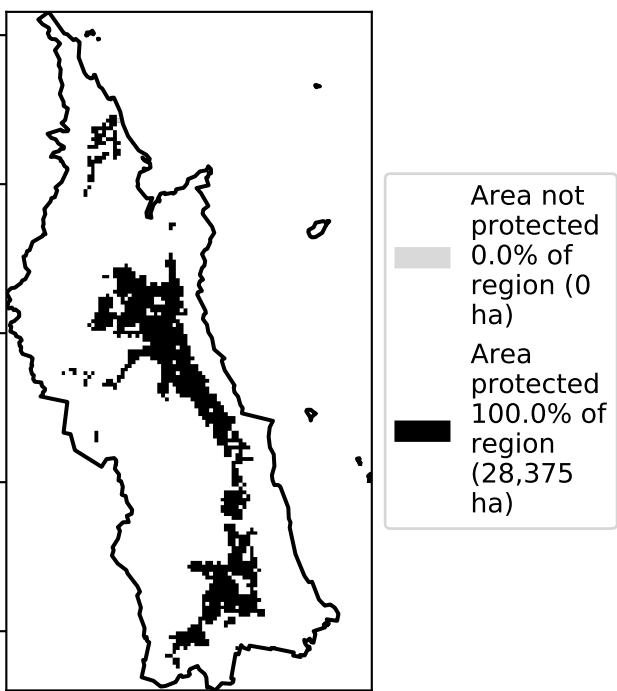 Area not
protected
0.0% of
region (0
ha)
Area
protected
100.0% of
region
(28,375
ha)